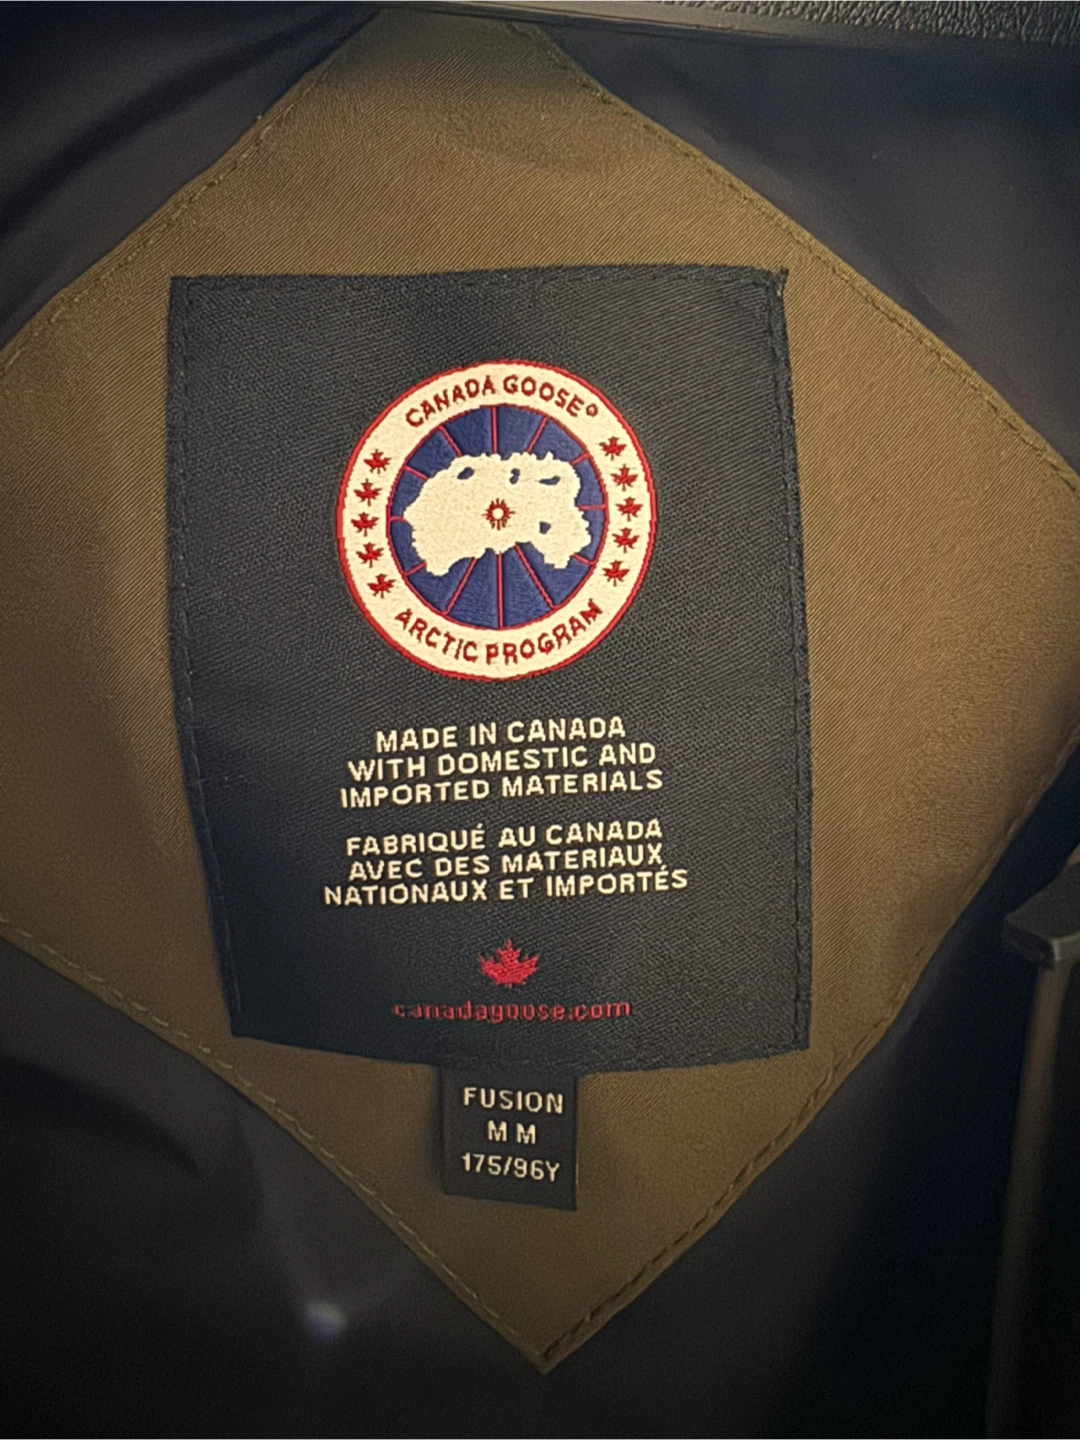 CANADA GOOSE®
ARCTIC PROGRAM
MADE IN CANADA
WITH DOMESTIC AND
IMPORTED MATERIALS
FABRIQUÉ AU CANADA
AVEC DES MATERIAUX
NATIONAUX ET IMPORTÉS
canadagoose.com
FUSION
M M
175/96Y